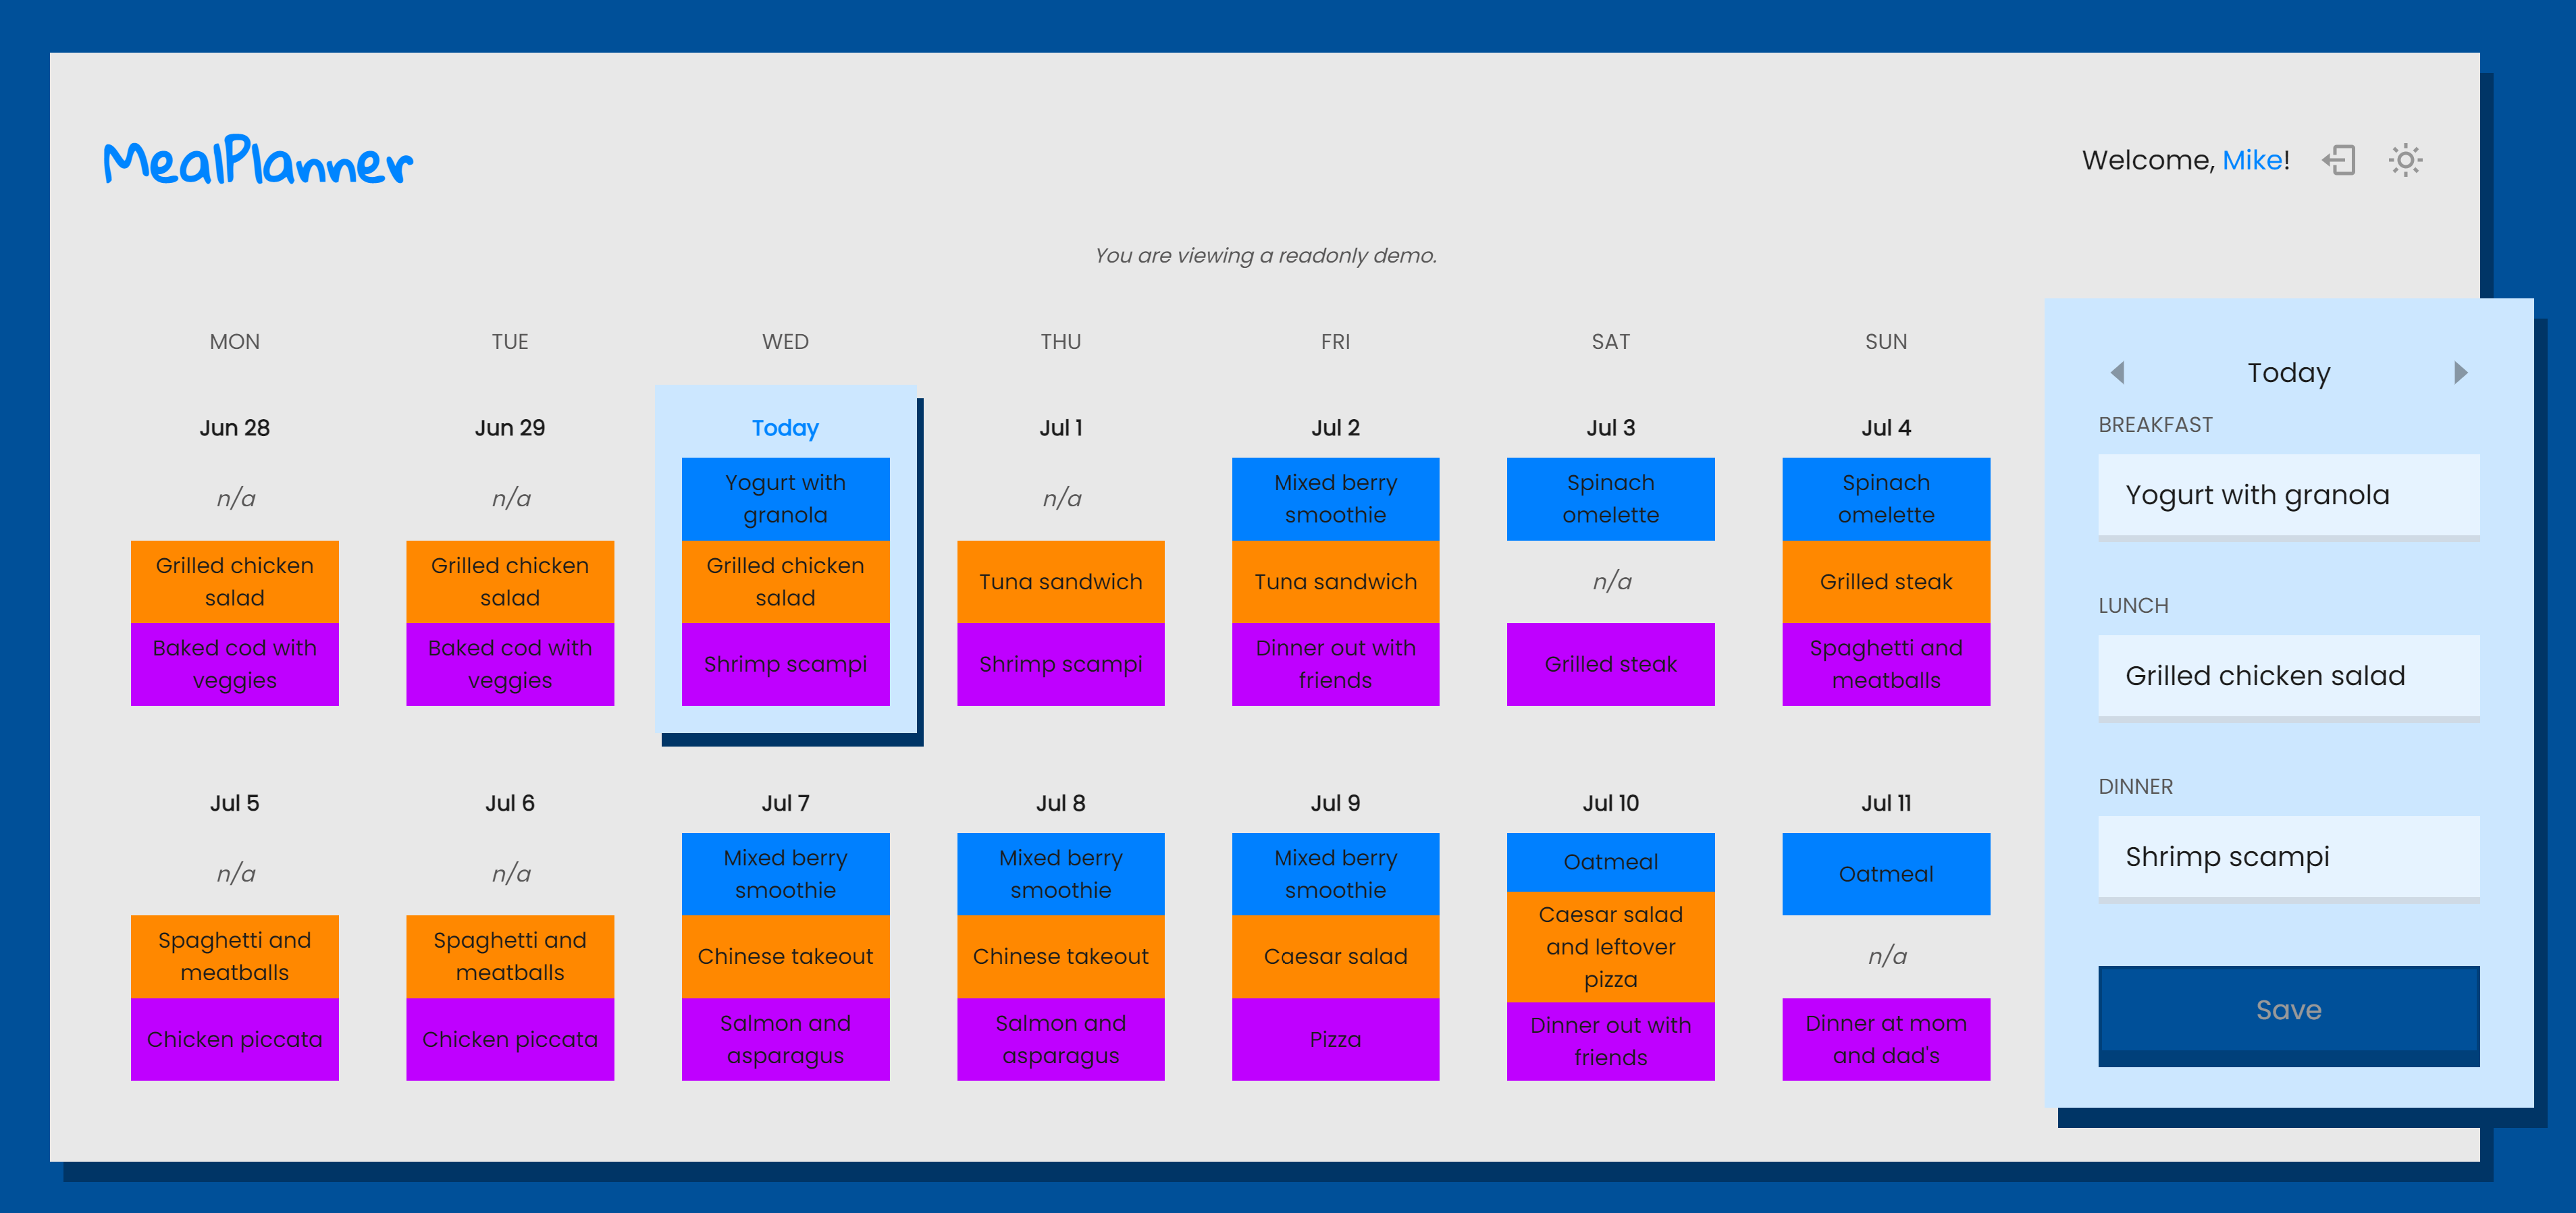 MealPlanner
Welcome, Mike!
You are viewing a readonly demo.
MON TUE WED THU FRI SAT SUN
Jun 28
n/a
Grilled chicken
salad
Baked cod with
veggies
Jun 29
n/a
Grilled chicken
salad
Baked cod with
veggies
Today
Yogurt with
granola
Grilled chicken
salad
Shrimp scampi
Jul 1
n/a
Tuna sandwich
Shrimp scampi
Jul 2
Mixed berry
smoothie
Tuna sandwich
Dinner out with
friends
Jul 3
Spinach
omelette
n/a
Grilled steak
Jul 4
Spinach
omelette
Grilled steak
Spaghetti and
meatballs
Jul 5
n/a
Spaghetti and
meatballs
Chicken piccata
Jul 6
n/a
Spaghetti and
meatballs
Chicken piccata
Jul 7
Mixed berry
smoothie
Chinese takeout
Salmon and
asparagus
Jul 8
Mixed berry
smoothie
Chinese takeout
Salmon and
asparagus
Jul 9
Mixed berry
smoothie
Caesar salad
Pizza
Jul 10
Oatmeal
Caesar salad
and leftover
pizza
Dinner out with
friends
Jul 11
Oatmeal
n/a
Dinner at mom
and dad's
Today
BREAKFAST
Yogurt with granola
LUNCH
Grilled chicken salad
DINNER
Shrimp scampi
Save